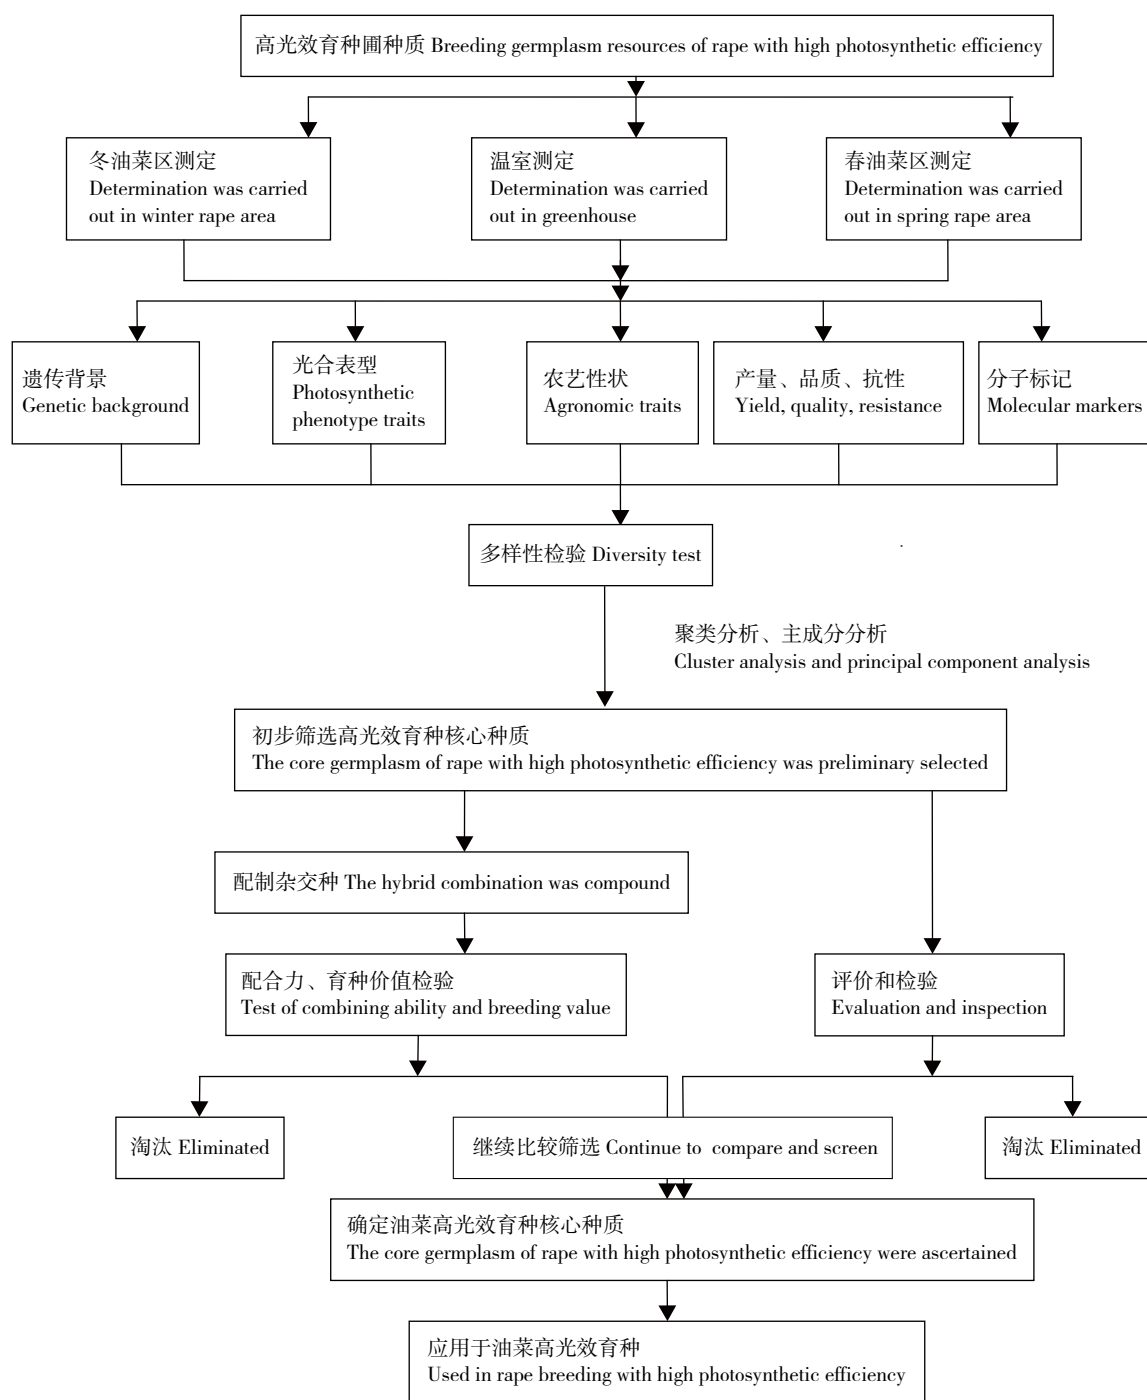 高光效育种圃种质 Breeding germplasm resources of rape with high photosynthetic efficiency
冬油菜区测定
Determination was carried
out in winter rape area
温室测定
Determination was carried
out in greenhouse
春油菜区测定
Determination was carried
out in spring rape area
遗传背景
Genetic background
光合表型
Photosynthetic
phenotype traits
农艺性状
Agronomic traits
产量、品质、抗性
Yield, quality, resistance
分子标记
Molecular markers
多样性检验 Diversity test
聚类分析、主成分分析
Cluster analysis and principal component analysis
初步筛选高光效育种核心种质
The core germplasm of rape with high photosynthetic efficiency was preliminary selected
配制杂交种 The hybrid combination was compound
配合力、育种价值检验
Test of combining ability and breeding value
评价和检验
Evaluation and inspection
淘汰 Eliminated
继续比较筛选 Continue to compare and screen
淘汰 Eliminated
确定油菜高光效育种核心种质
The core germplasm of rape with high photosynthetic efficiency were ascertained
应用于油菜高光效育种
Used in rape breeding with high photosynthetic efficiency